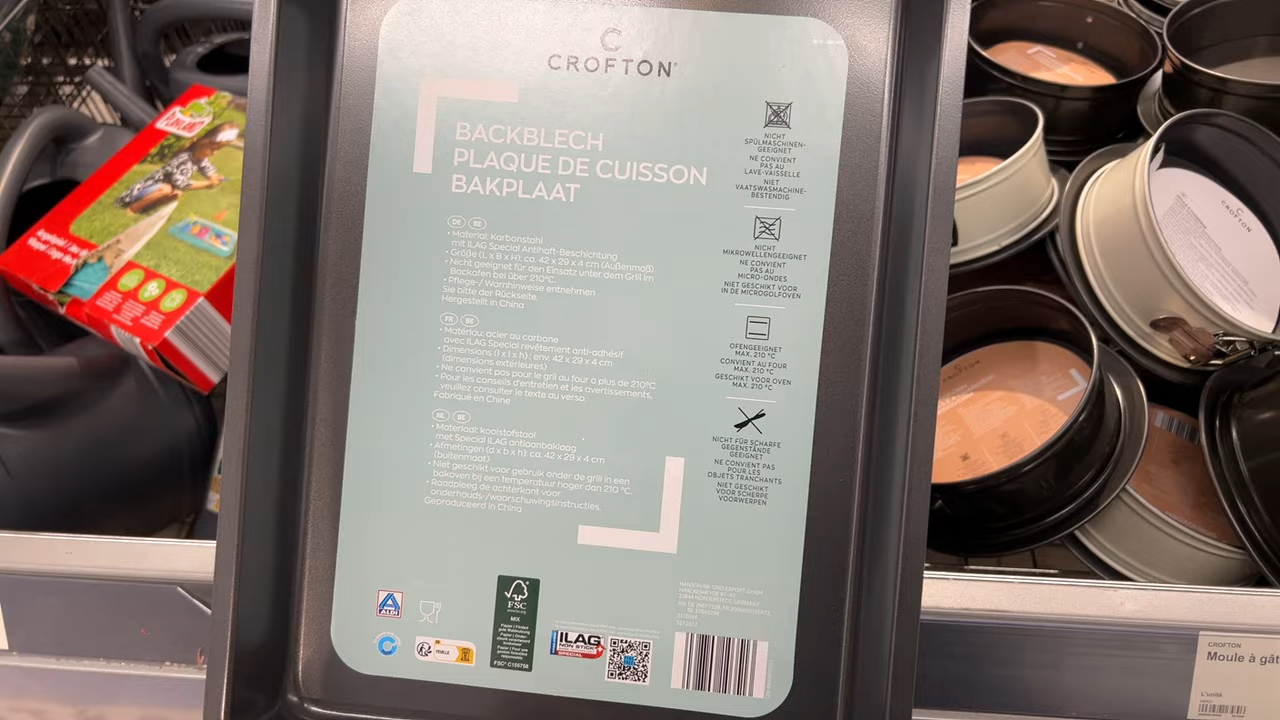 CROFTON
BACKBLECH
PLAQUE DE CUISSON
BAKPLAAT
DE BE
• Material: Karbonstahl
mit ILAG Special Antihaft-Beschichtung
• Größe (L x B x H): ca. 42 x 29 x 4 cm (Außenmaß)
• Nicht geeignet für den Einsatz unter dem Grill im
Backofen bei über 210°C.
• Pflege-/ Warnhinweise entnehmen
Sie bitte der Rückseite.
Hergestellt in China
FR BE
• Matériau: acier au carbone
avec ILAG Special revêtement anti-adhésif
• Dimensions (l x l x h) : env. 42 x 29 x 4 cm
(dimensions extérieures)
• Ne convient pas pour le gril au four à plus de 210°C
• Pour les conseils d'entretien et les avertissements,
veuillez consulter le texte au verso.
Fabriqué en Chine
NL BE
• Materiaal: koolstofstaal
met Special ILAG antiaanbaklaag
• Afmetingen (d x b x h): ca. 42 x 29 x 4 cm
(buitenmaat)
• Niet geschikt voor gebruik onder de grill in een
bakoven bij een temperatuur hoger dan 210 °C.
• Raadpleeg de achterkant voor
onderhouds-/waarschuwingsinstructies.
Geproduceerd in China
NICHT
SPÜLMASCHINEN-
GEEIGNET
NE CONVIENT
PAS AU
LAVE-VAISSELLE
NIET
VAATSWASMACHINE-
BESTENDIG
NICHT
MIKROWELLENGEEIGNET
NE CONVIENT
PAS AU
MICRO-ONDES
NIET GESCHIKT VOOR
IN DE MICROGOLFOVEN
OFENGEEIGNET
MAX. 210 °C
CONVIENT AU FOUR
MAX. 210 °C
GESCHIKT VOOR OVEN
MAX. 210 °C
NICHT FÜR SCHARFE
GEGENSTÄNDE
GEEIGNET
NE CONVIENT PAS
POUR LES
OBJETS TRANCHANTS
NIET GESCHIKT
VOOR SCHERPE
VOORWERPEN
ALDI
FSC
MIX
FSC® C155758
ILAG
NON STICK
SPECIAL
CROFTON
CROFTON
Moule à gât
L'unité